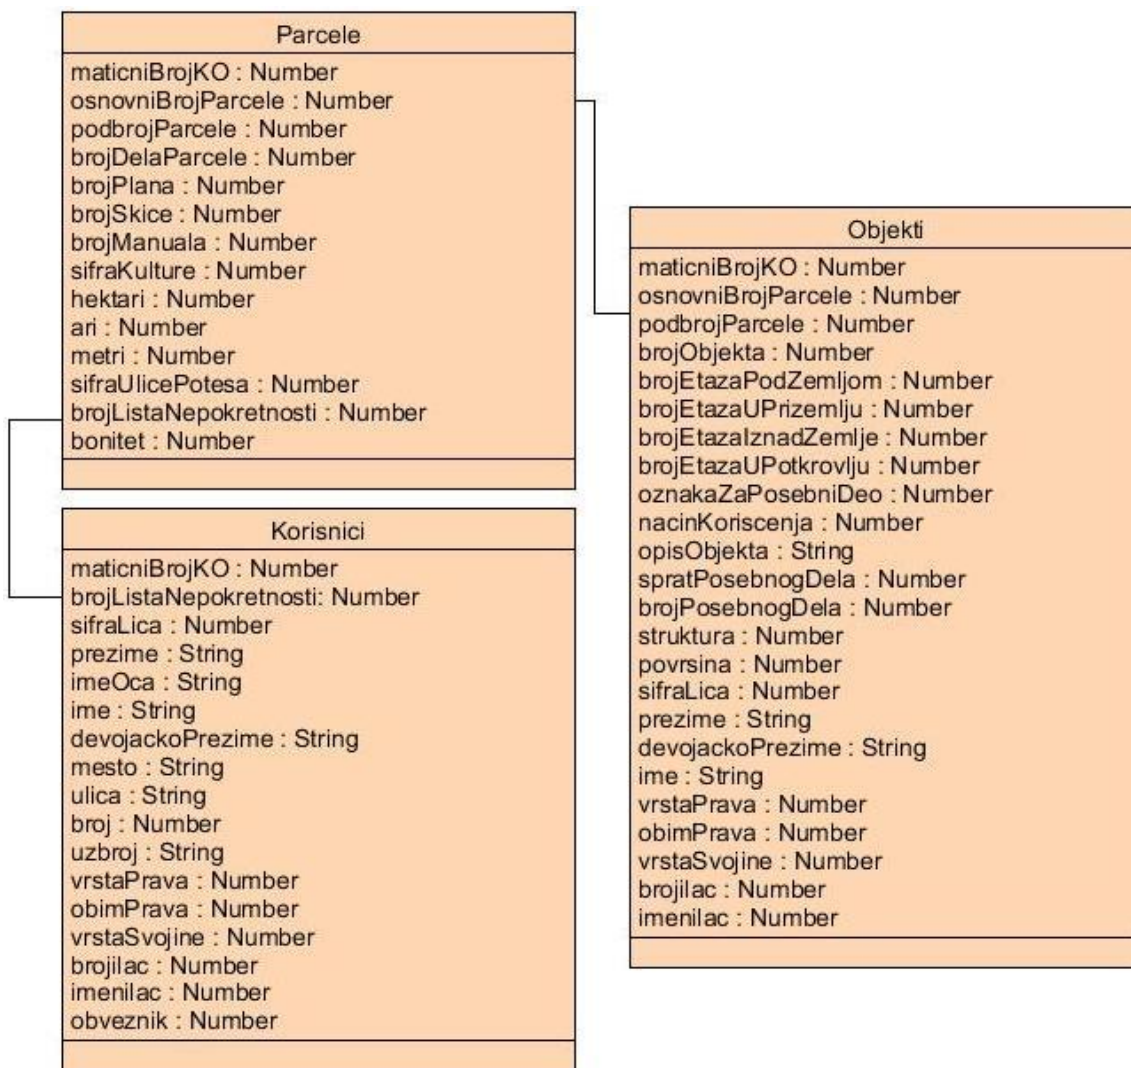 Parcele
maticniBrojKO : Number
osnovniBrojParcele : Number
podbrojParcele : Number
brojDelaParcele : Number
brojPlana : Number
brojSkice : Number
brojManuala : Number
sifraKulture : Number
hektari : Number
ari : Number
metri : Number
sifraUlicePotesa : Number
brojListaNepokretnosti : Number
bonitet : Number
Korisnici
maticniBrojKO : Number
brojListaNepokretnosti: Number
sifraLica : Number
prezime : String
imeOca : String
ime : String
devojackoPrezime : String
mesto : String
ulica : String
broj : Number
uzbroj : String
vrstaPrava : Number
obimPrava : Number
vrstaSvojine : Number
brojilac : Number
imenilac : Number
obveznik : Number
Objekti
maticniBrojKO : Number
osnovniBrojParcele : Number
podbrojParcele : Number
brojObjekta : Number
brojEtazaPodZemljom : Number
brojEtazaUPrizemlju : Number
brojEtazaIznadZemlje : Number
brojEtazaUPotkrovlju : Number
oznakaZaPosebniDeo : Number
nacinKoriscenja : Number
opisObjekta : String
spratPosebnogDela : Number
brojPosebnogDela : Number
struktura : Number
povrsina : Number
sifraLica : Number
prezime : String
devojackoPrezime : String
ime : String
vrstaPrava : Number
obimPrava : Number
vrstaSvojine : Number
brojilac : Number
imenilac : Number